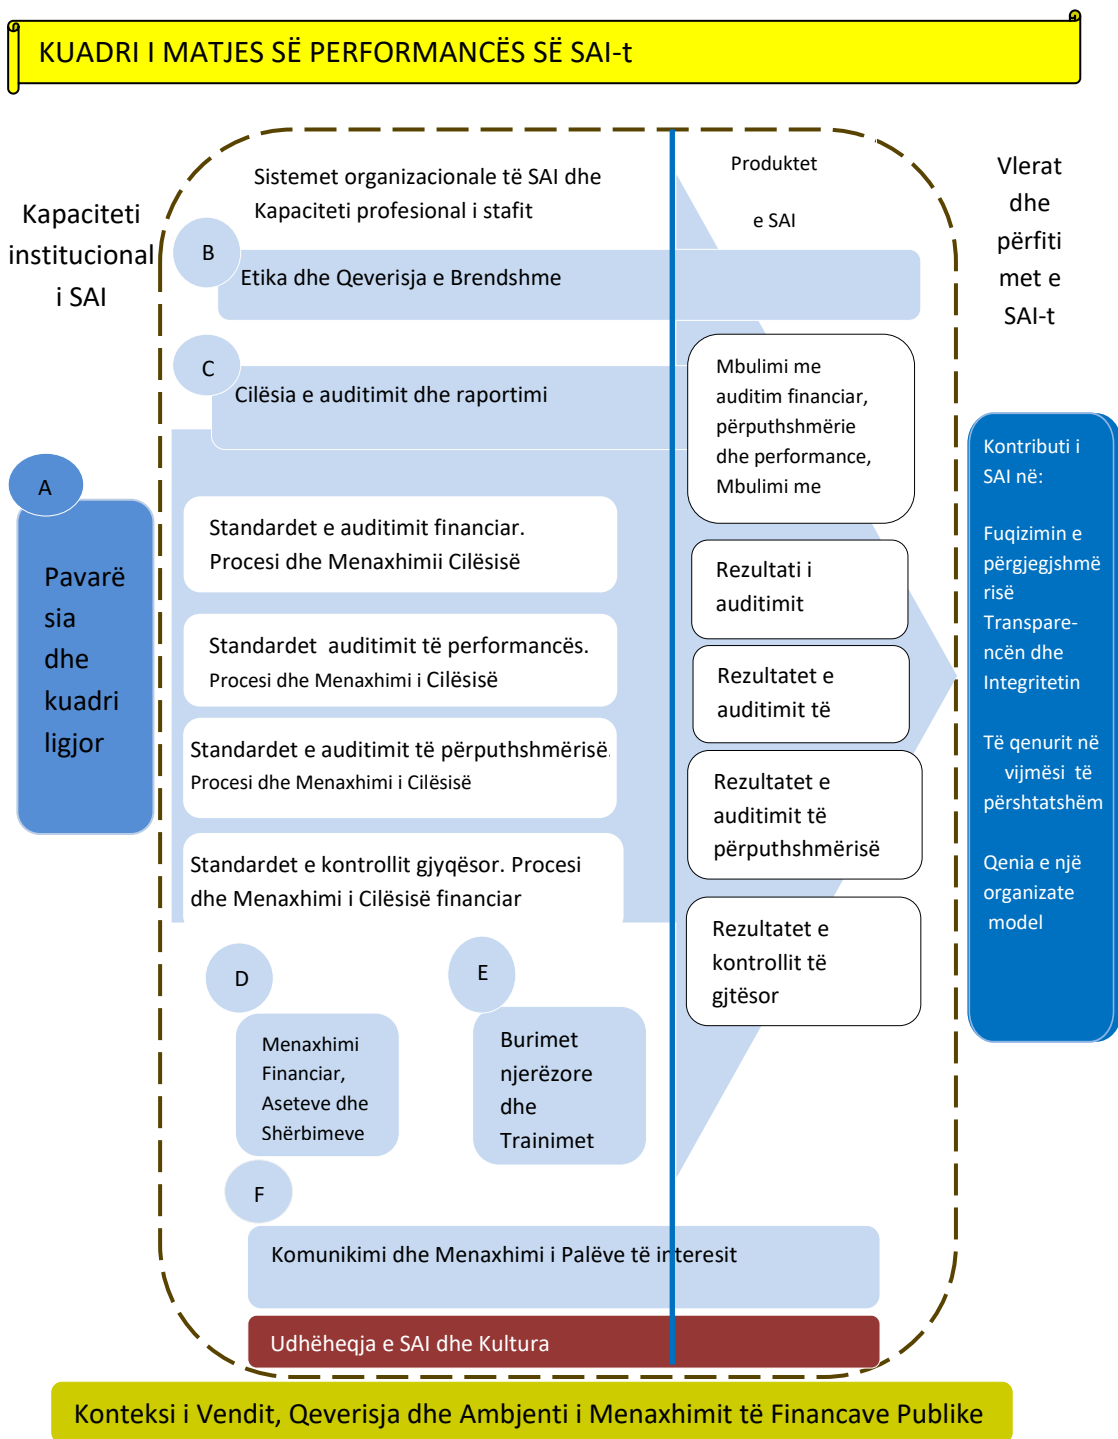 KUADRI I MATJES SË PERFORMANCËS SË SAI-t
Kapaciteti
institucional
i SAI
A
Pavarë
sia
dhe
kuadri
ligjor
Sistemet organizacionale të SAI dhe
Kapaciteti profesional i stafit
B
Etika dhe Qeverisja e Brendshme
C
Cilësia e auditimit dhe raportimi
Standardet e auditimit financiar.
Procesi dhe Menaxhimii Cilësisë
Standardet auditimit të performancës.
Procesi dhe Menaxhimi i Cilësisë
Standardet e auditimit të përputhshmërisë.
Procesi dhe Menaxhimi i Cilësisë
Standardet e kontrollit gjyqësor. Procesi
dhe Menaxhimi i Cilësisë financiar
D
Menaxhimi
Financiar,
Aseteve dhe
Shërbimeve
E
Burimet
njerëzore
dhe
Trainimet
F
Komunikimi dhe Menaxhimi i Palëve të interesit
Udhëheqja e SAI dhe Kultura
Produktet
e SAI
Mbulimi me
auditim financiar,
përputhshmërie
dhe performance,
Mbulimi me
Rezultati i
auditimit
Rezultatet e
auditimit të
Rezultatet e
auditimit të
përputhshmërisë
Rezultatet e
kontrollit të
gjtësor
Vlerat
dhe
përfiti
met e
SAI-t
Kontributi i
SAI në:
Fuqizimin e
përgjegjshmë
risë
Transpare-
ncën dhe
Integritetin
Të qenurit në
vijmësi të
përshtatshëm
Qenia e një
organizate
model
Konteksi i Vendit, Qeverisja dhe Ambjenti i Menaxhimit të Financave Publike